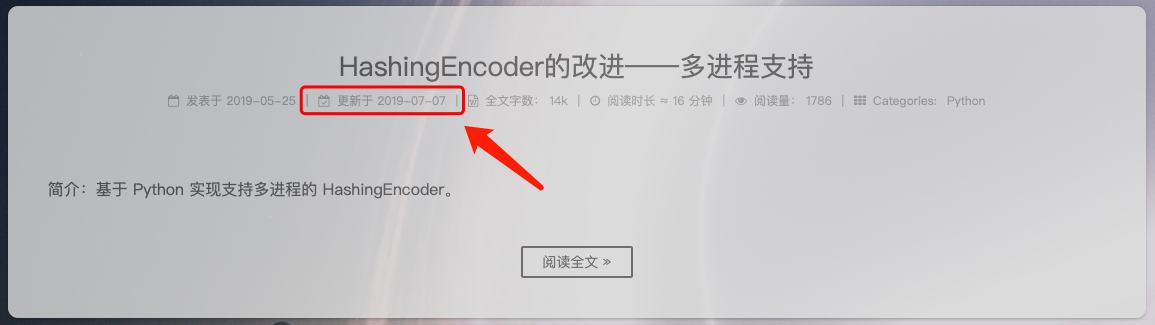 HashingEncoder的改进——多进程支持
发表于 2019-05-25 | 更新于 2019-07-07 | 全文字数： 14k | 阅读时长 ≈ 16 分钟 | 阅读量： 1786 | Categories: Python
简介：基于 Python 实现支持多进程的 HashingEncoder。
阅读全文 »